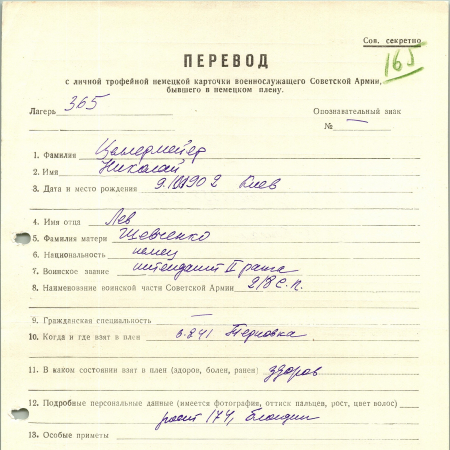 Сов. секретно
165
ПЕРЕВОД
с личной трофейной немецкой карточки военнослужащего Советской Армии,
бывшего в немецком плену.
Лагерь 365 Опознавательный знак
№ —
1. Фамилия Цимермейер
2. Имя Николай
3. Дата и место рождения 1902 Киев
4. Имя отца Лев
5. Фамилия матери Шевченко
6. Национальность немец
7. Воинское звание интендант II ранга
8. Наименование воинской части Советской Армии 218 с.п.
9. Гражданская специальность —
10. Когда и где взят в плен 6.8.41 Терновка
11. В каком состоянии взят в плен (здоров, болен, ранен) здоров
12. Подробные персональные данные (имеется фотография, оттиск пальцев, рост, цвет волос)
рост 174, блондин
13. Особые приметы